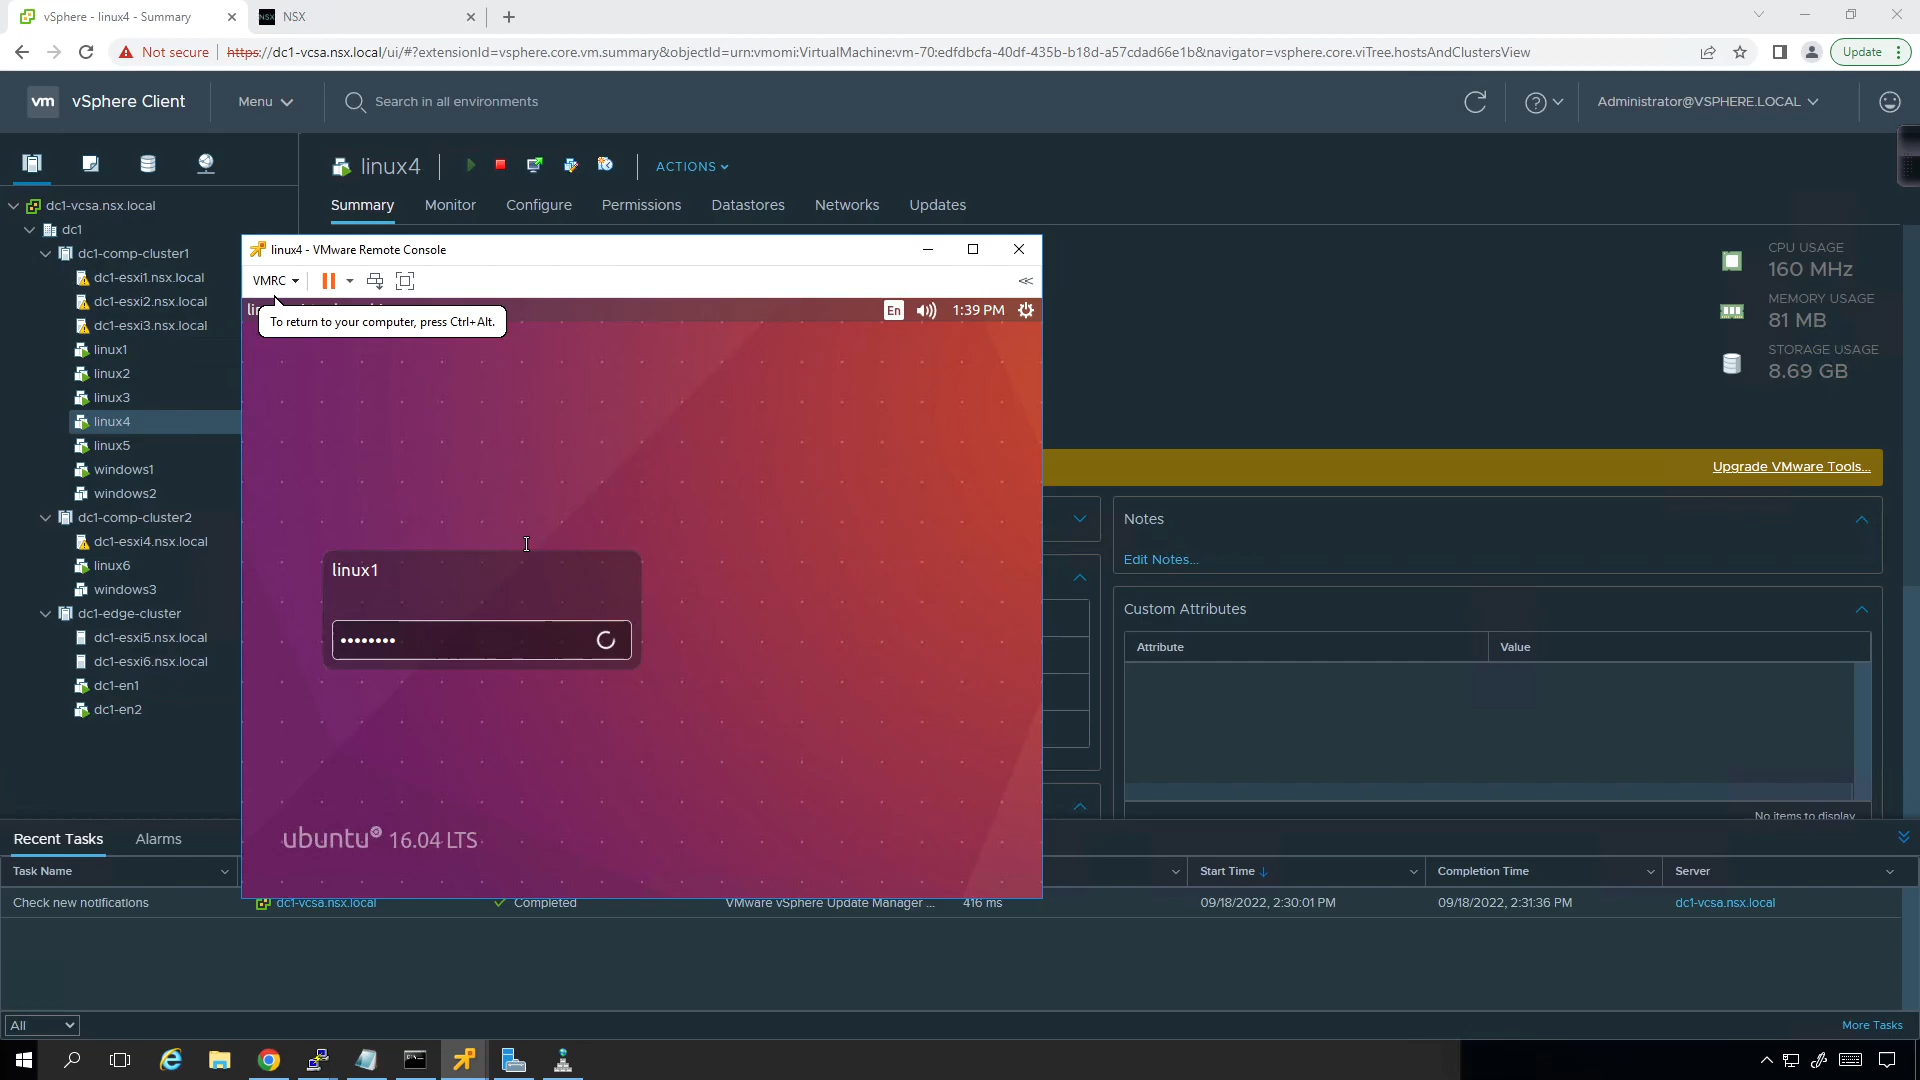 vSphere - linux4 - Summary
NSX
NSX
Not secure
https://dc1-vcsa.nsx.local/ui/#?extensionId=vsphere.core.vm.summary&objectId=urn:vmomi:VirtualMachine:vm-70:edfdbcfa-40df-435b-b18d-a57cdad66e1b&navigator=vsphere.core.viTree.hostsAndClustersView
Update
vm
vSphere Client
Menu
Search in all environments
Administrator@VSPHERE.LOCAL
linux4
ACTIONS
Summary
Monitor
Configure
Permissions
Datastores
Networks
Updates
dc1-vcsa.nsx.local
dc1
dc1-comp-cluster1
dc1-esxi1.nsx.local
dc1-esxi2.nsx.local
dc1-esxi3.nsx.local
linux1
linux2
linux3
linux4
linux5
windows1
windows2
dc1-comp-cluster2
dc1-esxi4.nsx.local
linux6
windows3
dc1-edge-cluster
dc1-esxi5.nsx.local
dc1-esxi6.nsx.local
dc1-en1
dc1-en2
linux4 - VMware Remote Console
VMRC
To return to your computer, press Ctrl+Alt.
En
1:39 PM
linux1
ubuntu 16.04 LTS
CPU USAGE
160 MHz
MEMORY USAGE
81 MB
STORAGE USAGE
8.69 GB
Upgrade VMware Tools...
Notes
Edit Notes...
Custom Attributes
Attribute
Value
No items to display
Recent Tasks
Alarms
Task Name
Start Time
Completion Time
Server
Check new notifications
dc1-vcsa.nsx.local
Completed
VMware vSphere Update Manager ...
416 ms
09/18/2022, 2:30:01 PM
09/18/2022, 2:31:36 PM
dc1-vcsa.nsx.local
All
More Tasks